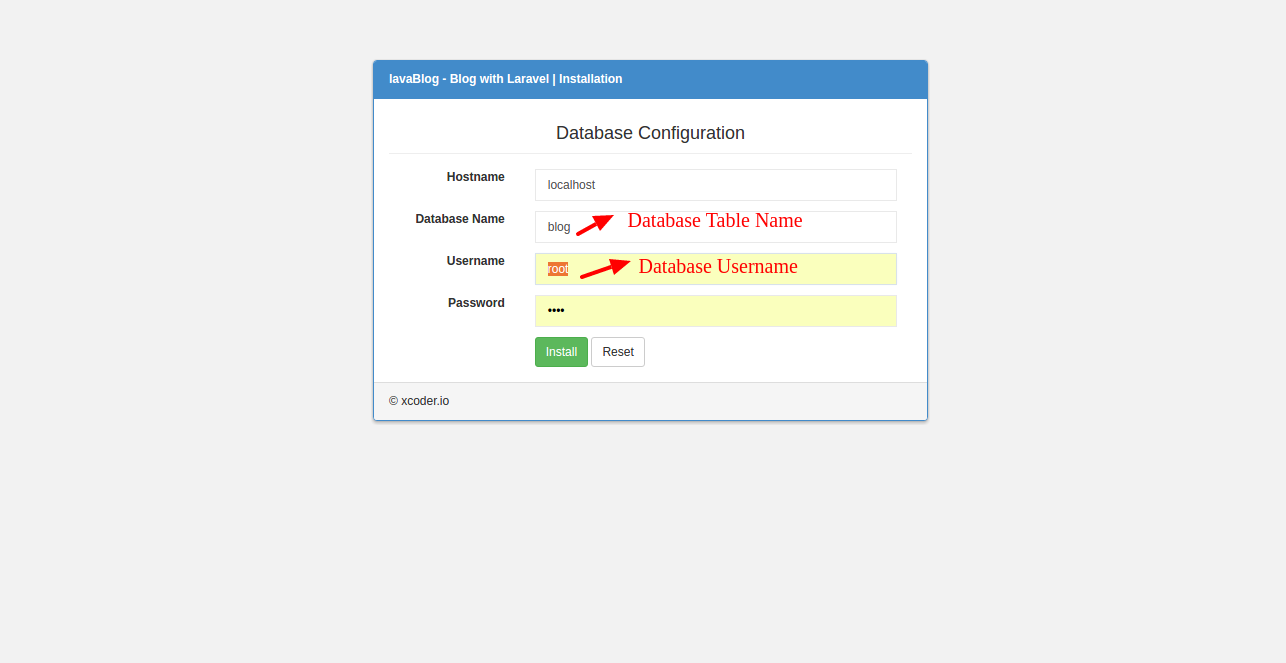 lavaBlog - Blog with Laravel | Installation
Database Configuration
Hostname localhost
Database Name blog Database Table Name
Username root Database Username
Password ••••
Install Reset
© xcoder.io